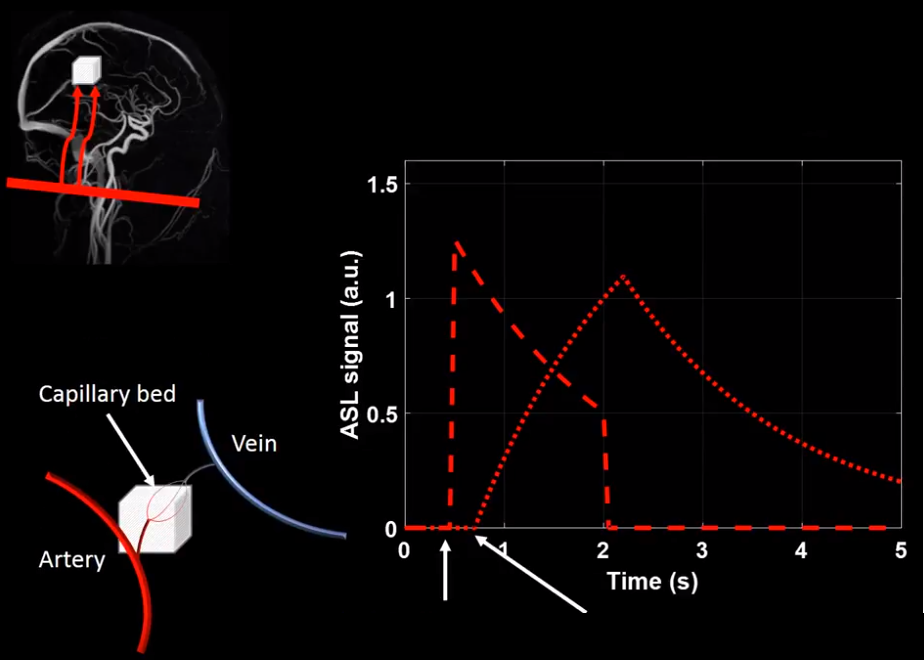 Capillary bed
Vein
Artery
ASL signal (a.u.)
1.5
1
0.5
0
0 1 2 3 4 5
Time (s)